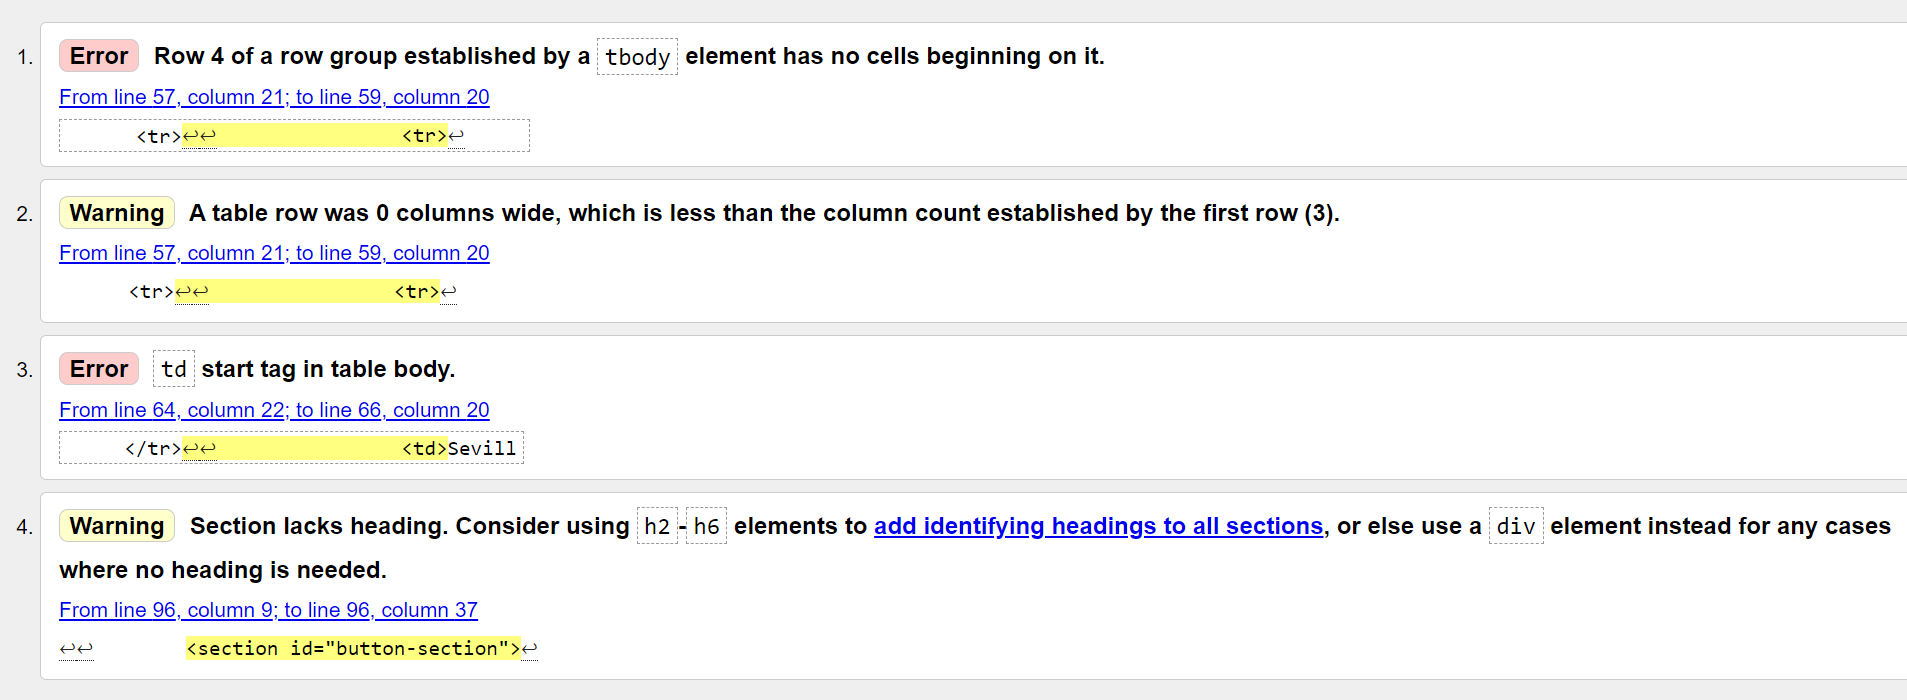 1. Error Row 4 of a row group established by a tbody element has no cells beginning on it.
From line 57, column 21; to line 59, column 20
<tr>↩↩ <tr>↩
2. Warning A table row was 0 columns wide, which is less than the column count established by the first row (3).
From line 57, column 21; to line 59, column 20
<tr>↩↩ <tr>↩
3. Error td start tag in table body.
From line 64, column 22; to line 66, column 20
</tr>↩↩ <td>Sevill
4. Warning Section lacks heading. Consider using h2-h6 elements to add identifying headings to all sections, or else use a div element instead for any cases
where no heading is needed.
From line 96, column 9; to line 96, column 37
↩↩ <section id="button-section">↩